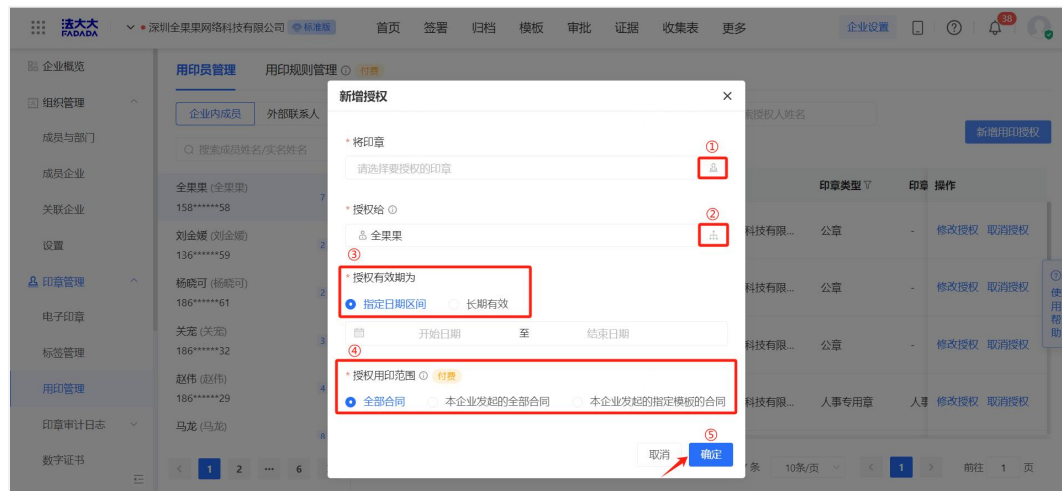 法大大
FADADA
深圳全果果网络科技有限公司 标准版 首页 签署 归档 模板 审批 证据 收集表 更多 企业设置 38
企业概览
组织管理
成员与部门
成员企业
关联企业
设置
印章管理
电子印章
标签管理
用印管理
印章审计日志
数字证书
用印员管理 用印规则管理 付费
企业内成员 外部联系人
搜索成员姓名/实名姓名
新增用印授权
全果果 (全果果)
158******58
刘金媛 (刘金媛)
136******59
杨晓可 (杨晓可)
186******61
关宠 (关宠)
186******32
赵伟 (赵伟)
186******29
马龙 (马龙)
1 2 ... 6
新增授权
* 将印章
①
请选择要授权的印章
* 授权给
②
全果果
③
* 授权有效期为
指定日期区间 长期有效
开始日期 至 结束日期
④
* 授权用印范围 付费
全部合同 本企业发起的全部合同 本企业发起的指定模板的合同
⑤
取消 确定
授权人姓名
印章类型 印章 操作
科技有限... 公章 - 修改授权 取消授权
科技有限... 公章 - 修改授权 取消授权
科技有限... 公章 - 修改授权 取消授权
科技有限... 人事专用章 人事 修改授权 取消授权
条 10条/页 1 前往 1 页
使用帮助